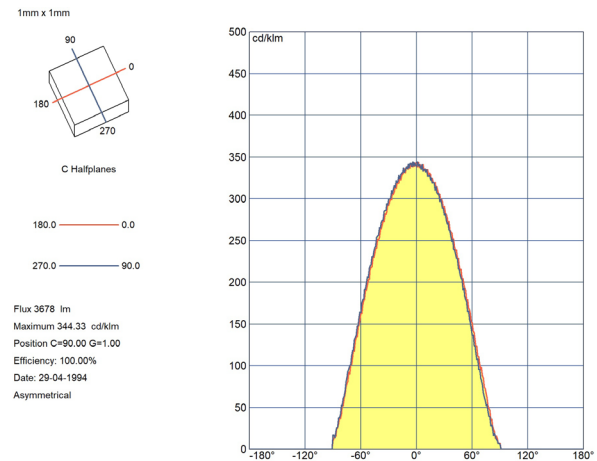 1mm x 1mm
90
0
180
270
C Halfplanes
180.0 0.0
270.0 90.0
Flux 3678 lm
Maximum 344.33 cd/klm
Position C=90.00 G=1.00
Efficiency: 100.00%
Date: 29-04-1994
Asymmetrical
500
cd/klm
450
400
350
300
250
200
150
100
50
0
-180° -120° -60° 0° 60° 120° 180°